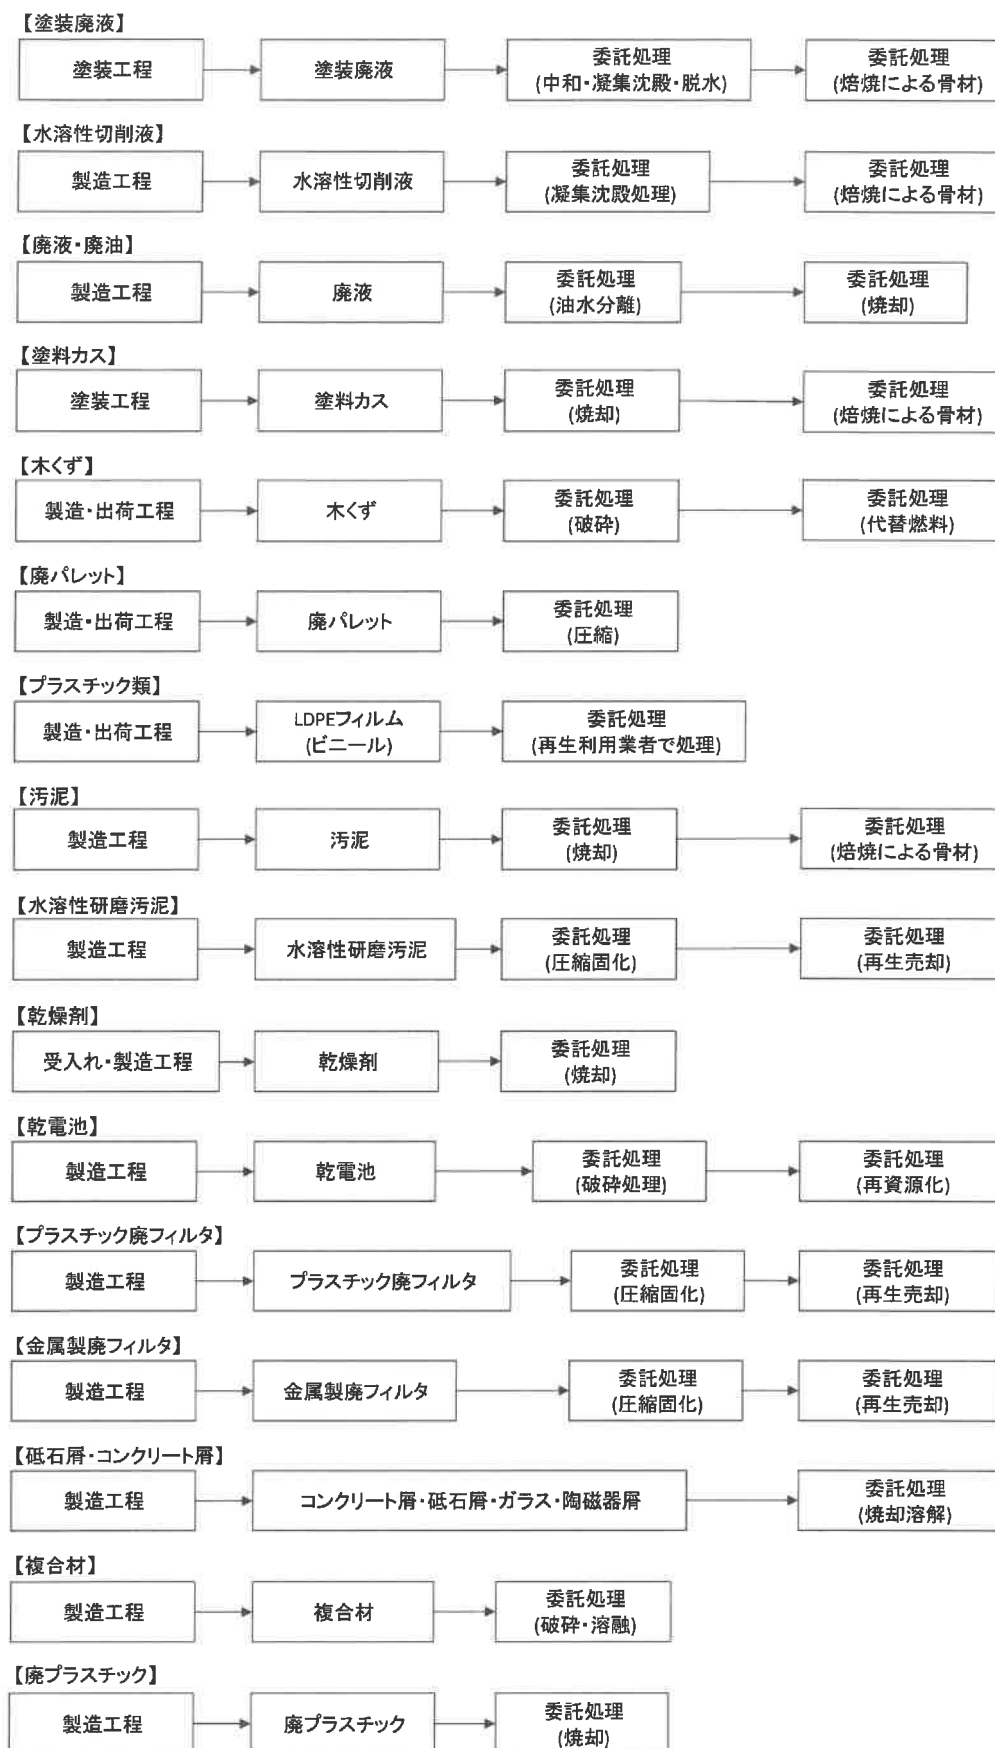 【塗装廃液】
塗装工程
塗装廃液
委託処理
(中和・凝集沈殿・脱水)
委託処理
(焙焼による骨材)
【水溶性切削液】
製造工程
水溶性切削液
委託処理
(凝集沈殿処理)
委託処理
(焙焼による骨材)
【廃液・廃油】
製造工程
廃液
委託処理
(油水分離)
委託処理
(焼却)
【塗料カス】
塗装工程
塗料カス
委託処理
(焼却)
委託処理
(焙焼による骨材)
【木くず】
製造・出荷工程
木くず
委託処理
(破砕)
委託処理
(代替燃料)
【廃パレット】
製造・出荷工程
廃パレット
委託処理
(圧縮)
【プラスチック類】
製造・出荷工程
LDPEフィルム
(ビニール)
委託処理
(再生利用業者で処理)
【汚泥】
製造工程
汚泥
委託処理
(焼却)
委託処理
(焙焼による骨材)
【水溶性研磨汚泥】
製造工程
水溶性研磨汚泥
委託処理
(圧縮固化)
委託処理
(再生売却)
【乾燥剤】
受入れ・製造工程
乾燥剤
委託処理
(焼却)
【乾電池】
製造工程
乾電池
委託処理
(破砕処理)
委託処理
(再資源化)
【プラスチック廃フィルタ】
製造工程
プラスチック廃フィルタ
委託処理
(圧縮固化)
委託処理
(再生売却)
【金属製廃フィルタ】
製造工程
金属製廃フィルタ
委託処理
(圧縮固化)
委託処理
(再生売却)
【砥石屑・コンクリート屑】
製造工程
コンクリート屑・砥石屑・ガラス・陶磁器屑
委託処理
(焼却溶解)
【複合材】
製造工程
複合材
委託処理
(破砕・溶融)
【廃プラスチック】
製造工程
廃プラスチック
委託処理
(焼却)